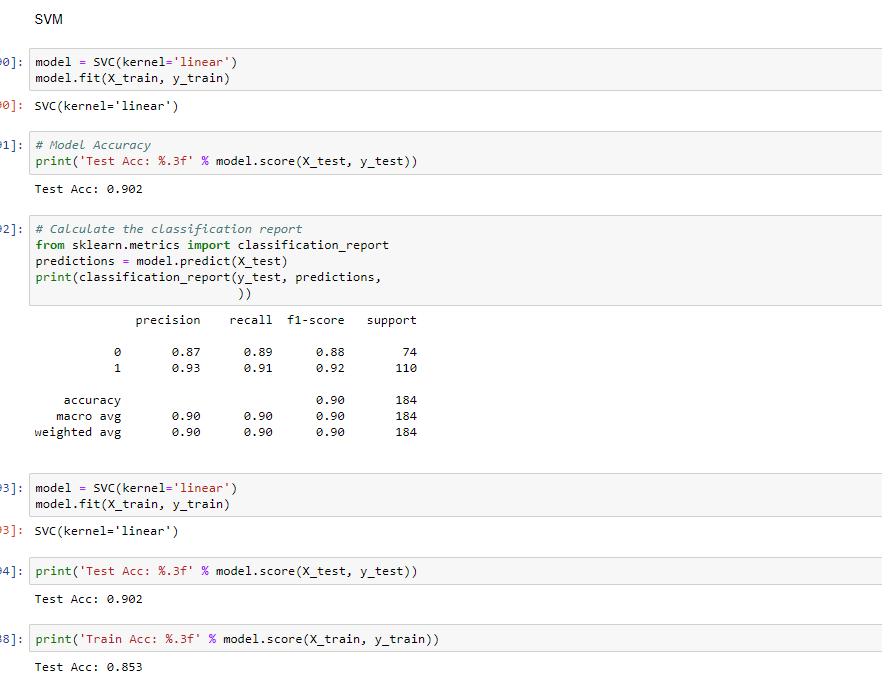 SVM
0]: model = SVC(kernel='linear')
model.fit(X_train, y_train)
0]: SVC(kernel='linear')
1]: # Model Accuracy
print('Test Acc: %.3f' % model.score(X_test, y_test))
Test Acc: 0.902
2]: # Calculate the classification report
from sklearn.metrics import classification_report
predictions = model.predict(X_test)
print(classification_report(y_test, predictions,
))
precision recall f1-score support
0 0.87 0.89 0.88 74
1 0.93 0.91 0.92 110
accuracy 0.90 184
macro avg 0.90 0.90 0.90 184
weighted avg 0.90 0.90 0.90 184
3]: model = SVC(kernel='linear')
model.fit(X_train, y_train)
3]: SVC(kernel='linear')
4]: print('Test Acc: %.3f' % model.score(X_test, y_test))
Test Acc: 0.902
8]: print('Train Acc: %.3f' % model.score(X_train, y_train))
Test Acc: 0.853